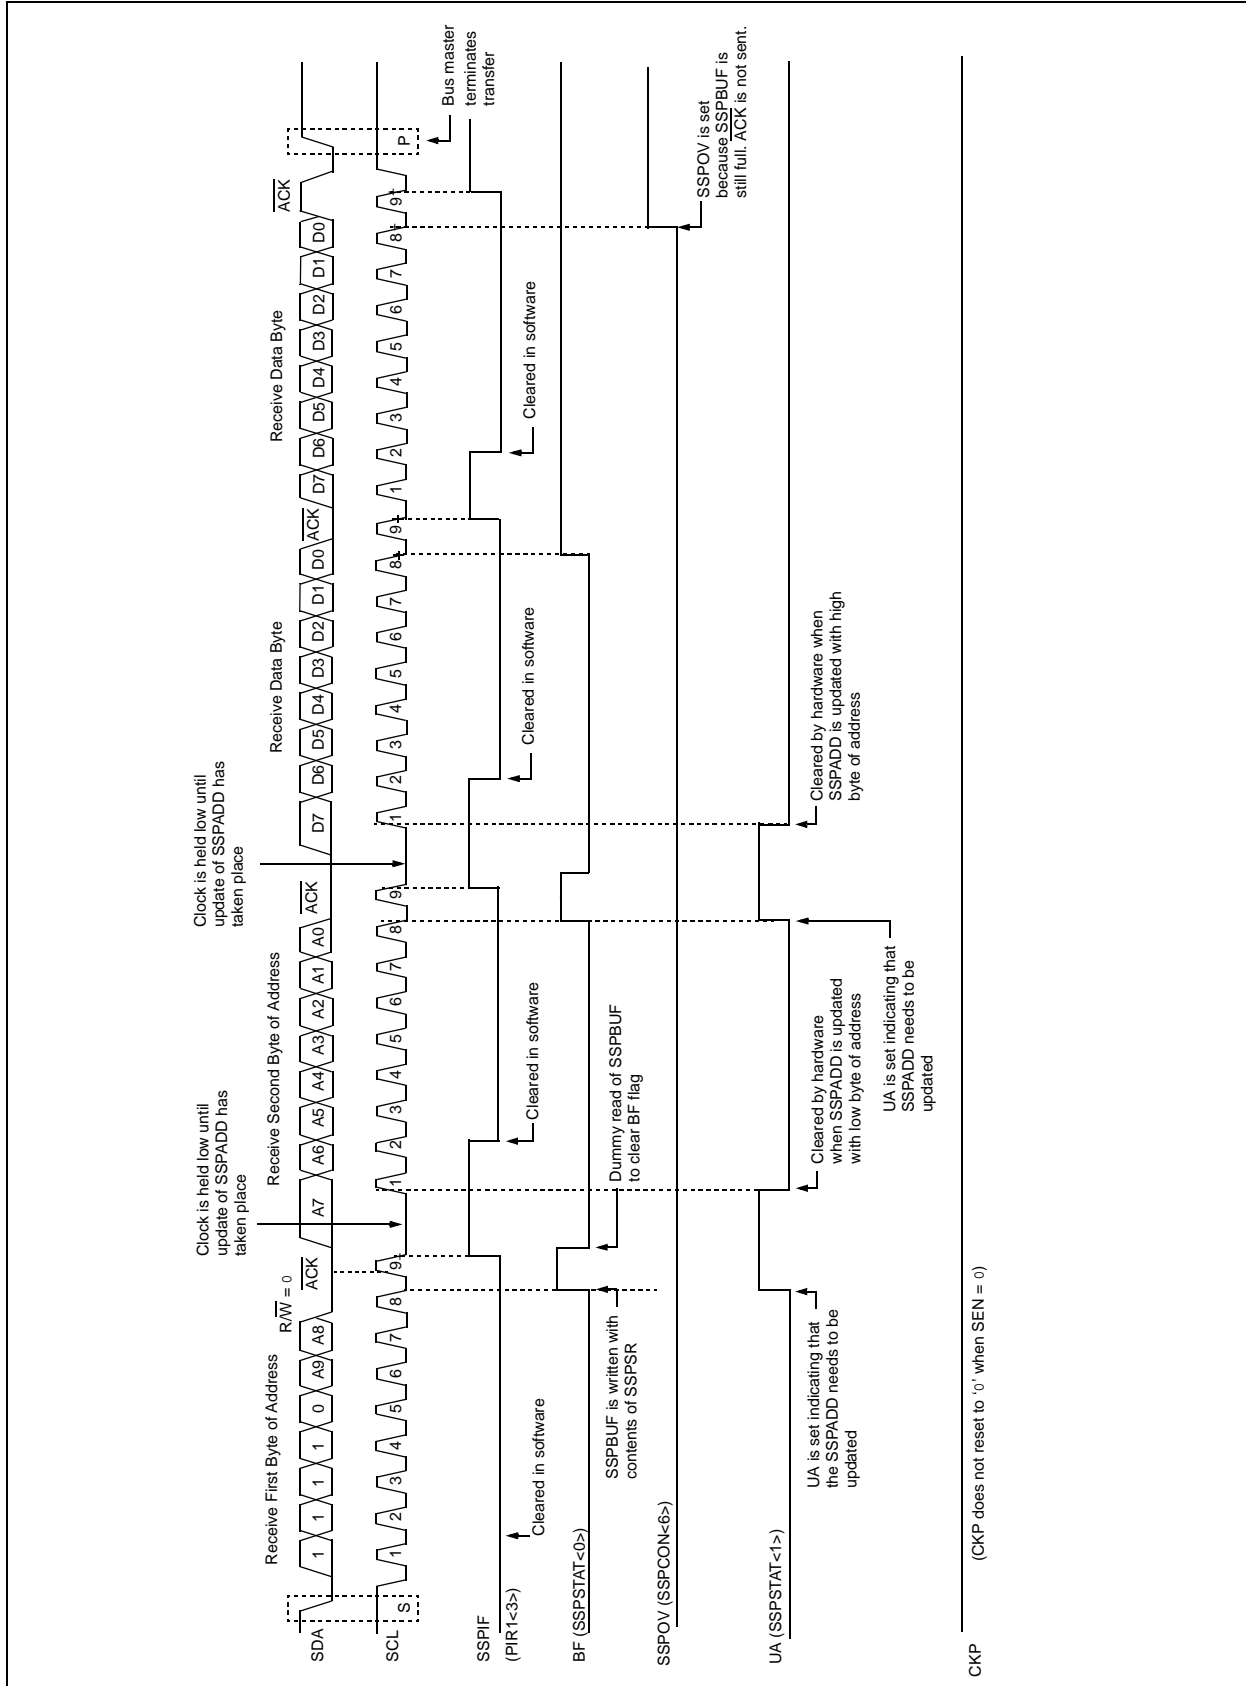 Bus master
terminates
transfer
Clock is held low until
update of SSPADD has
taken place
Clock is held low until
update of SSPADD has
taken place
Receive First Byte of Address
R/W = 0
ACK
Receive Second Byte of Address
ACK
Receive Data Byte
ACK
Receive Data Byte
ACK
SDA
1 1 1 1 0 A9 A8
A7 A6 A5 A4 A3 A2 A1 A0
D7 D6 D5 D4 D3 D2 D1 D0
D7 D6 D5 D4 D3 D2 D1 D0
SCL
S
1 2 3 4 5 6 7 8 9
1 2 3 4 5 6 7 8 9
1 2 3 4 5 6 7 8 9
1 2 3 4 5 6 7 8 9
P
SSPIF
(PIR1<3>)
Cleared in software
Cleared in software
Cleared in software
Cleared in software
BF (SSPSTAT<0>)
SSPBUF is written with
contents of SSPSR
Dummy read of SSPBUF
to clear BF flag
SSPOV (SSPCON<6>)
SSPOV is set
because SSPBUF is
still full. ACK is not sent.
UA (SSPSTAT<1>)
UA is set indicating that
the SSPADD needs to be
updated
Cleared by hardware
when SSPADD is updated
with low byte of address
UA is set indicating that
SSPADD needs to be
updated
Cleared by hardware when
SSPADD is updated with high
byte of address
CKP
(CKP does not reset to ‘0’ when SEN = 0)